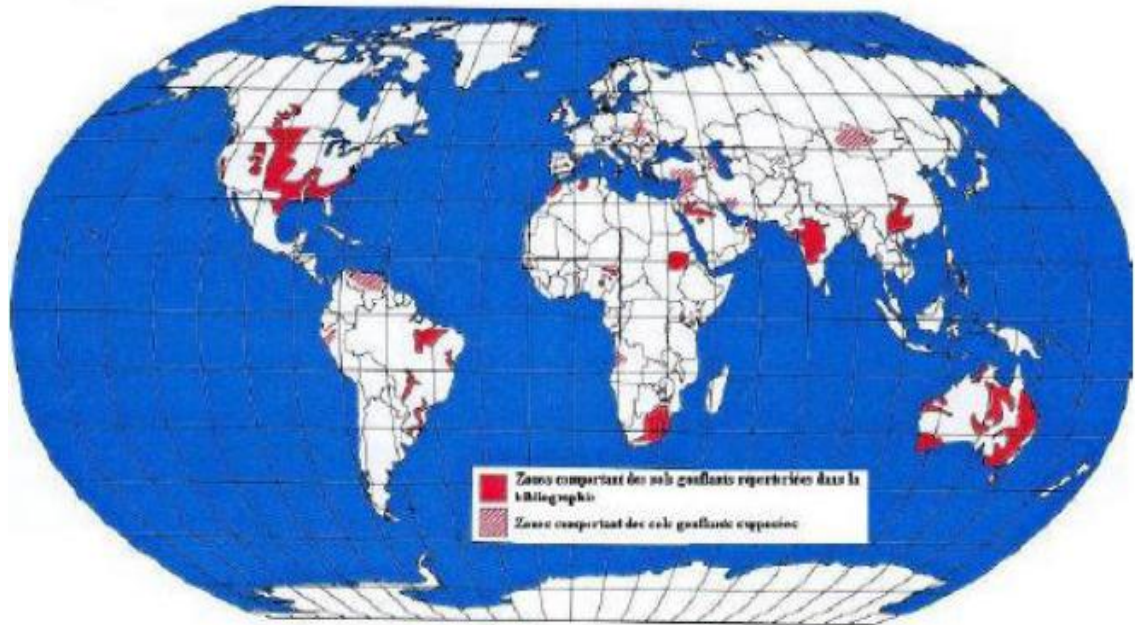 Zones comportant des sols gonflants répertoriées dans la
bibliographie
Zones comportant des sols gonflants supposées